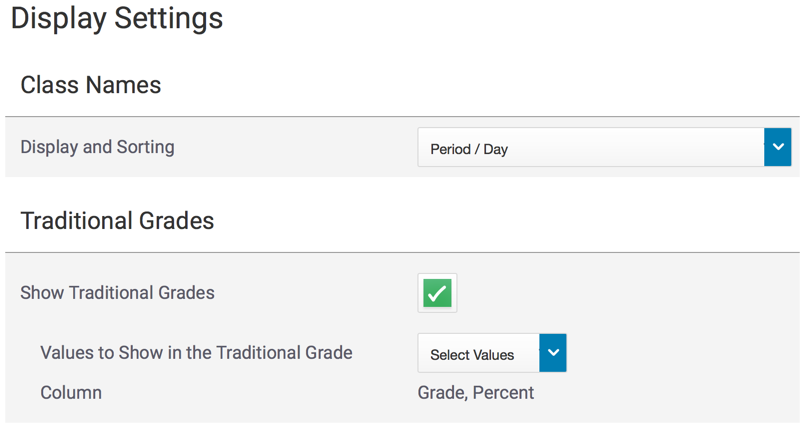 Display Settings
Class Names
Display and Sorting
Period / Day
Traditional Grades
Show Traditional Grades
Values to Show in the Traditional Grade
Column
Select Values
Grade, Percent